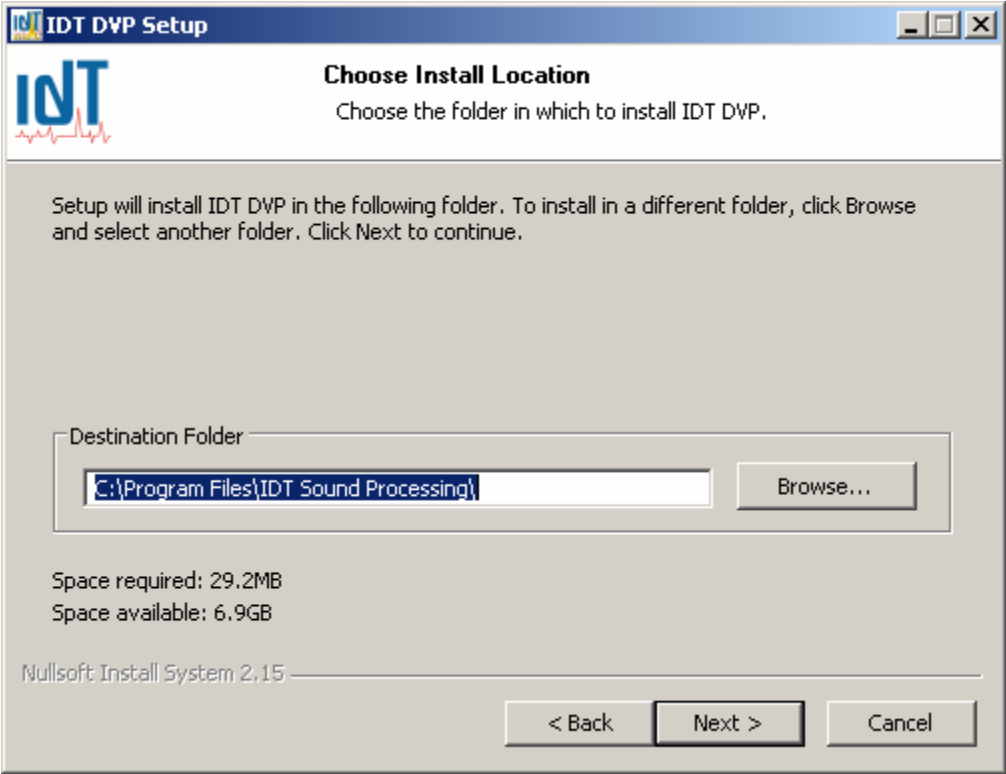 IDT DVP Setup
IDT
Choose Install Location
Choose the folder in which to install IDT DVP.
Setup will install IDT DVP in the following folder. To install in a different folder, click Browse
and select another folder. Click Next to continue.
Destination Folder
C:\Program Files\IDT Sound Processing\
Browse...
Space required: 29.2MB
Space available: 6.9GB
Nullsoft Install System 2.15
< Back
Next >
Cancel